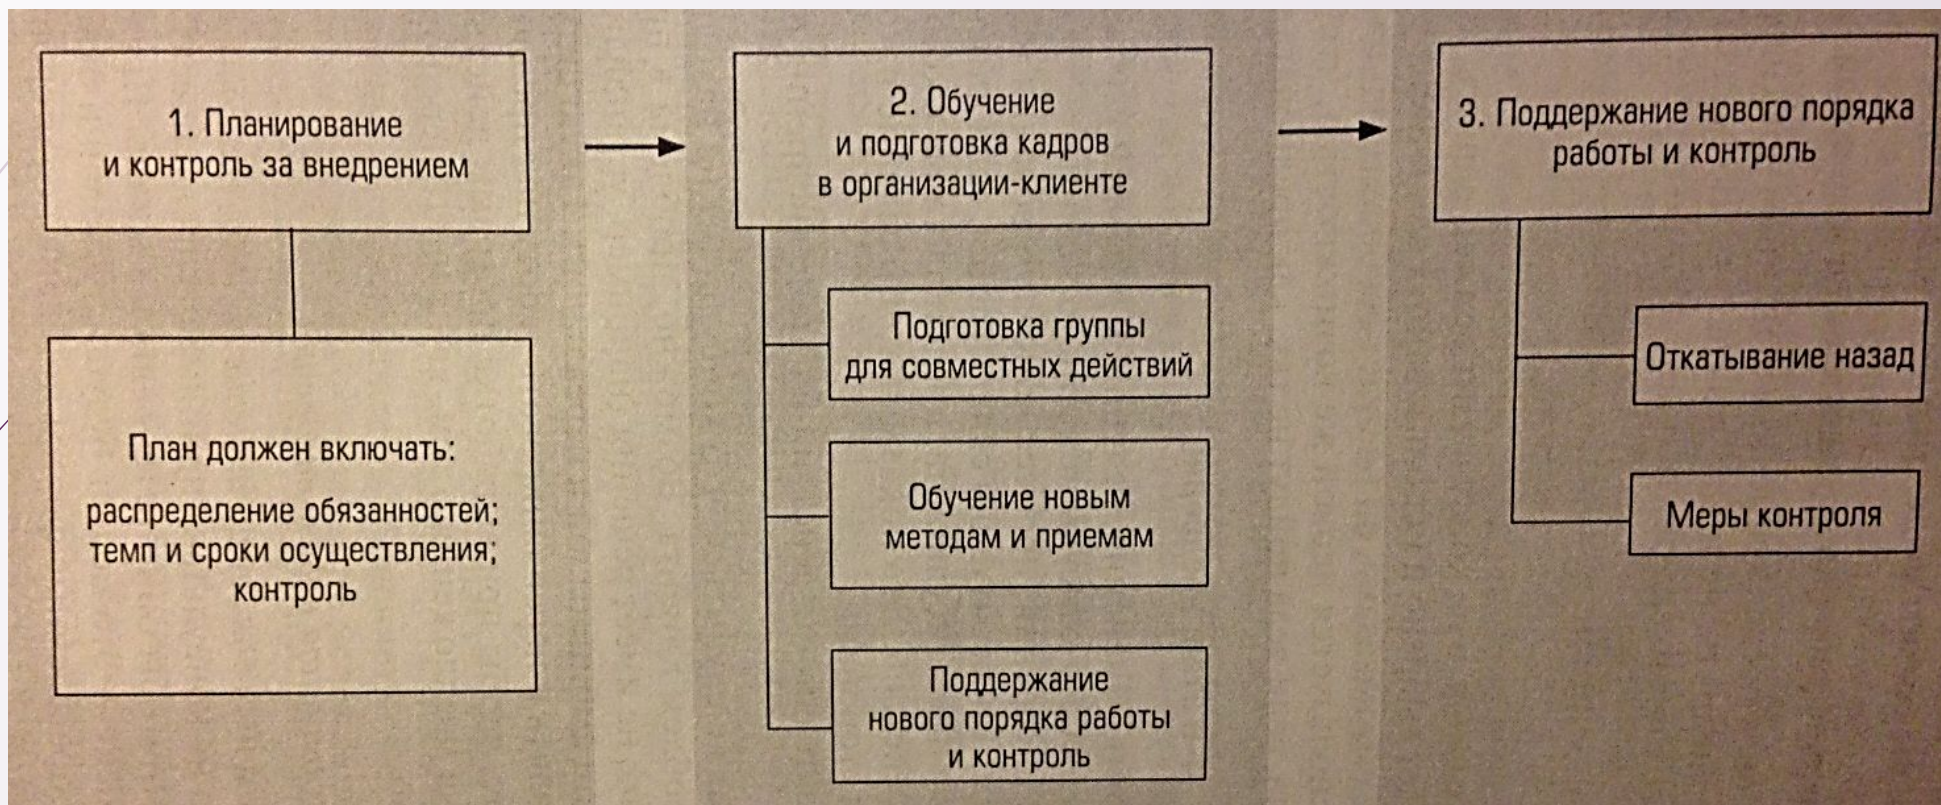 1. Планирование
и контроль за внедрением
План должен включать:
распределение обязанностей;
темп и сроки осуществления;
контроль
2. Обучение
и подготовка кадров
в организации-клиенте
Подготовка группы
для совместных действий
Обучение новым
методам и приемам
Поддержание
нового порядка работы
и контроль
3. Поддержание нового порядка
работы и контроль
Откатывание назад
Меры контроля